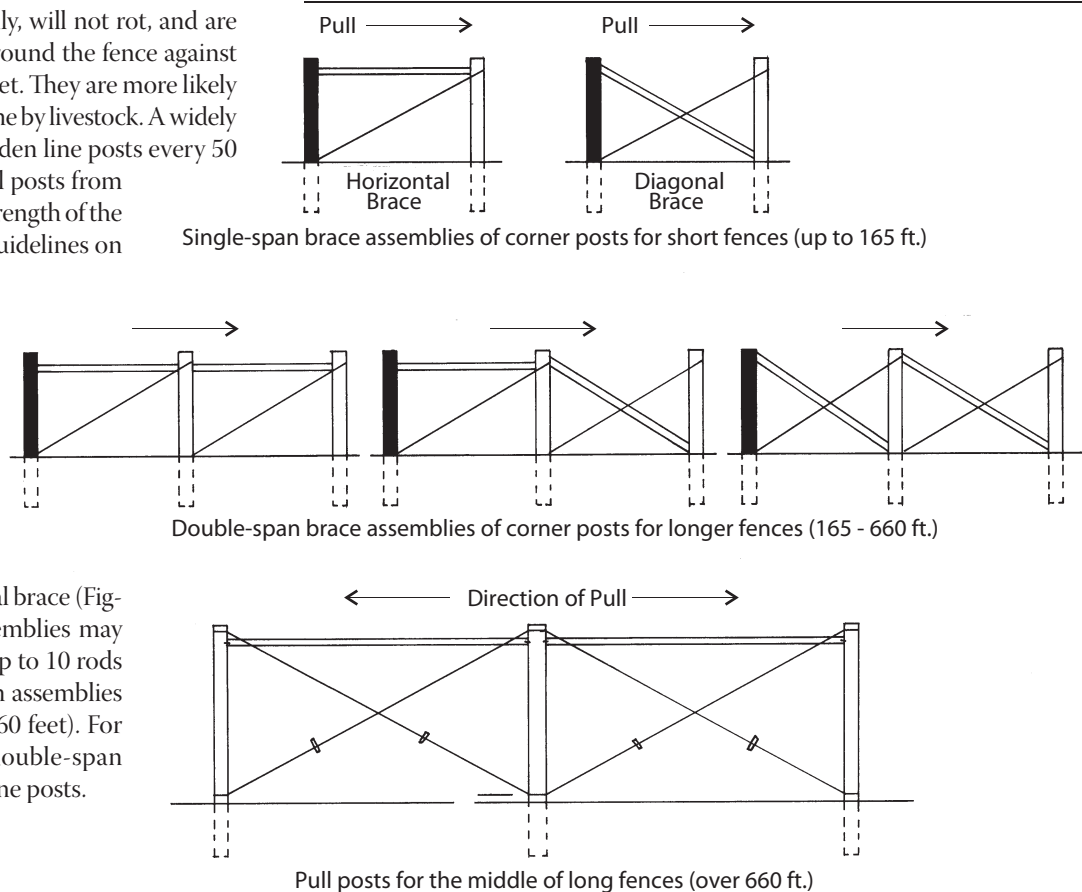 ly, will not rot, and are
round the fence against
et. They are more likely
ne by livestock. A widely
den line posts every 50
l posts from
rength of the
uidelines on
Pull
Pull
Horizontal
Brace
Diagonal
Brace
Single-span brace assemblies of corner posts for short fences (up to 165 ft.)
Double-span brace assemblies of corner posts for longer fences (165 - 660 ft.)
al brace (Fig-
emblies may
p to 10 rods
n assemblies
60 feet). For
ouble-span
ne posts.
Direction of Pull
Pull posts for the middle of long fences (over 660 ft.)